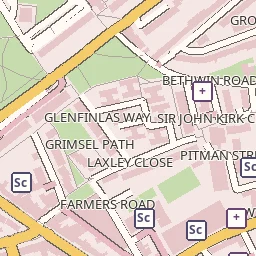 GRO
BETHWIN ROAD
GLENFINLAS WAY
SIR JOHN KIRK C
GRIMSEL PATH
LAXLEY CLOSE
PITMAN STR
Sc
Sc
FARMERS ROAD
Sc
Sc
W